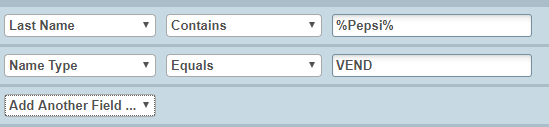 Last Name Contains %Pepsi%
Name Type Equals VEND
Add Another Field ...